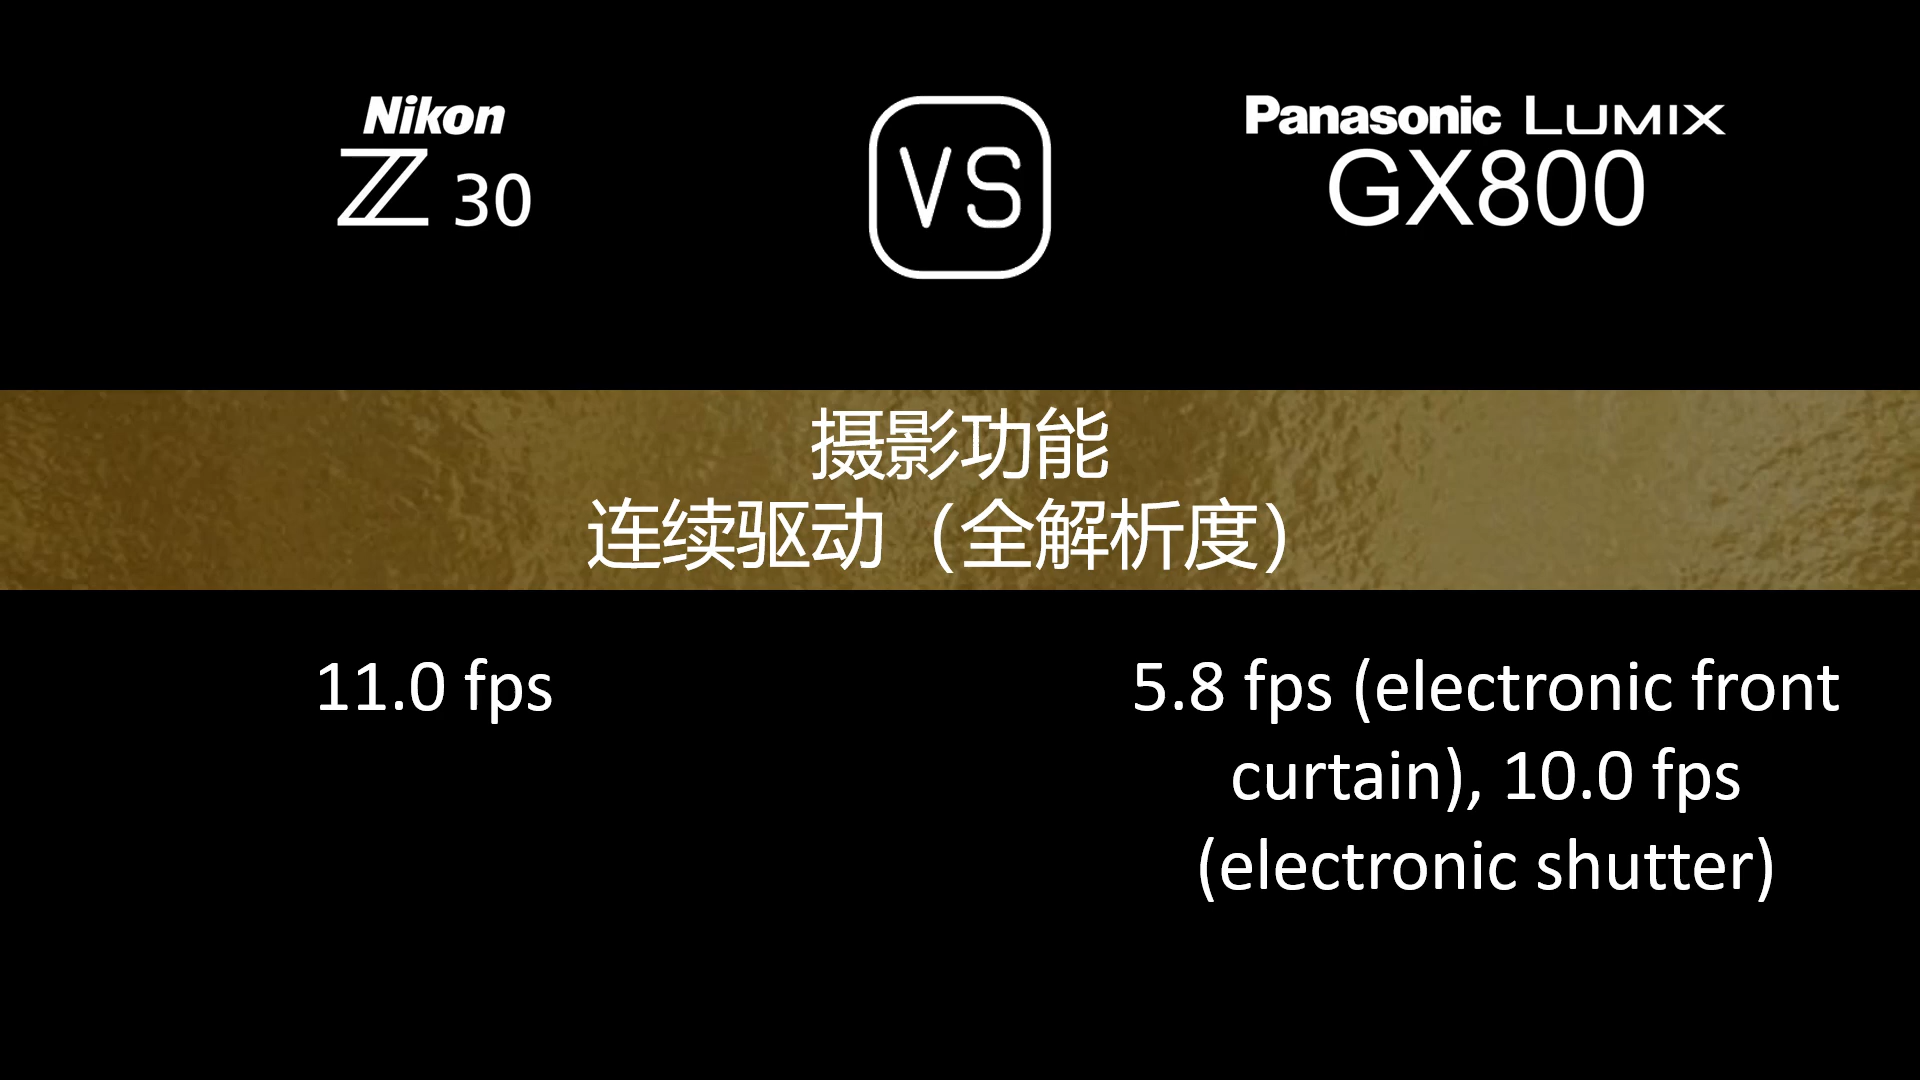 Nikon
Z 30
VS
Panasonic LUMIX
GX800
摄影功能
连续驱动（全解析度）
11.0 fps
5.8 fps (electronic front
curtain), 10.0 fps
(electronic shutter)